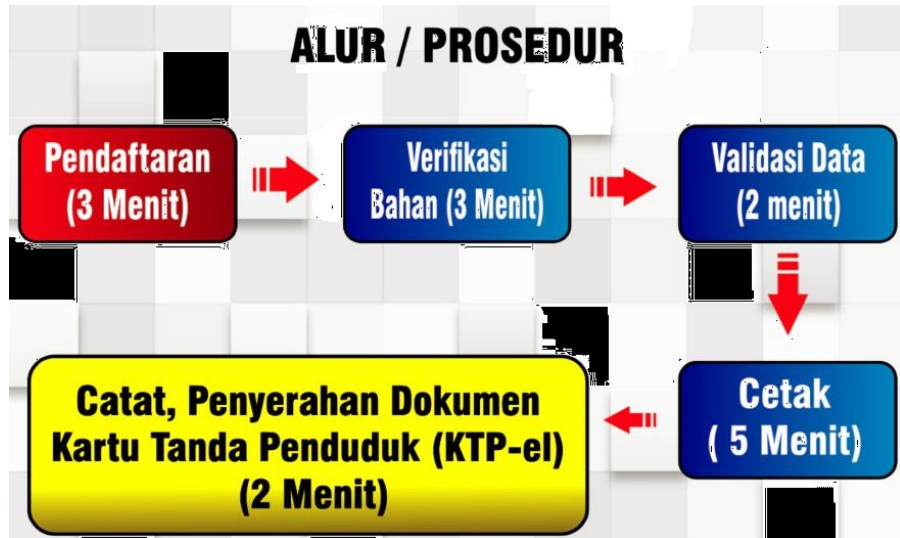 ALUR / PROSEDUR
Pendaftaran
(3 Menit)
Verifikasi
Bahan (3 Menit)
Validasi Data
(2 menit)
Cetak
( 5 Menit)
Catat, Penyerahan Dokumen
Kartu Tanda Penduduk (KTP-el)
(2 Menit)